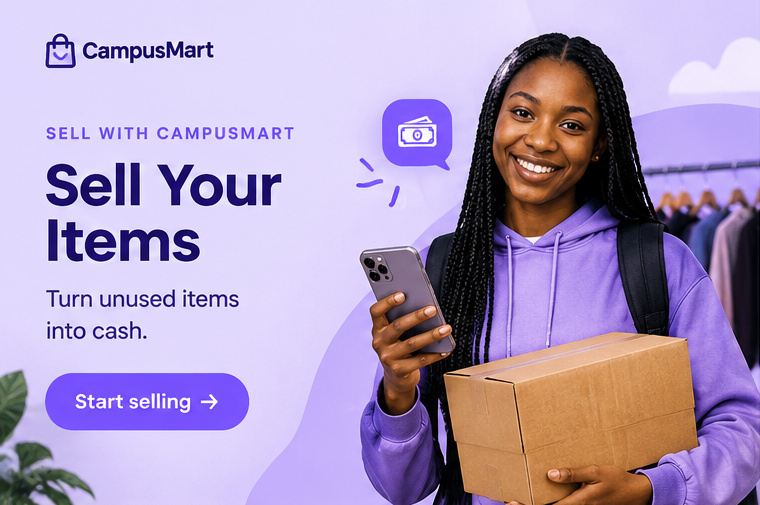 CampusMart
SELL WITH CAMPUSMART
Sell Your
Items
Turn unused items
into cash.
Start selling →